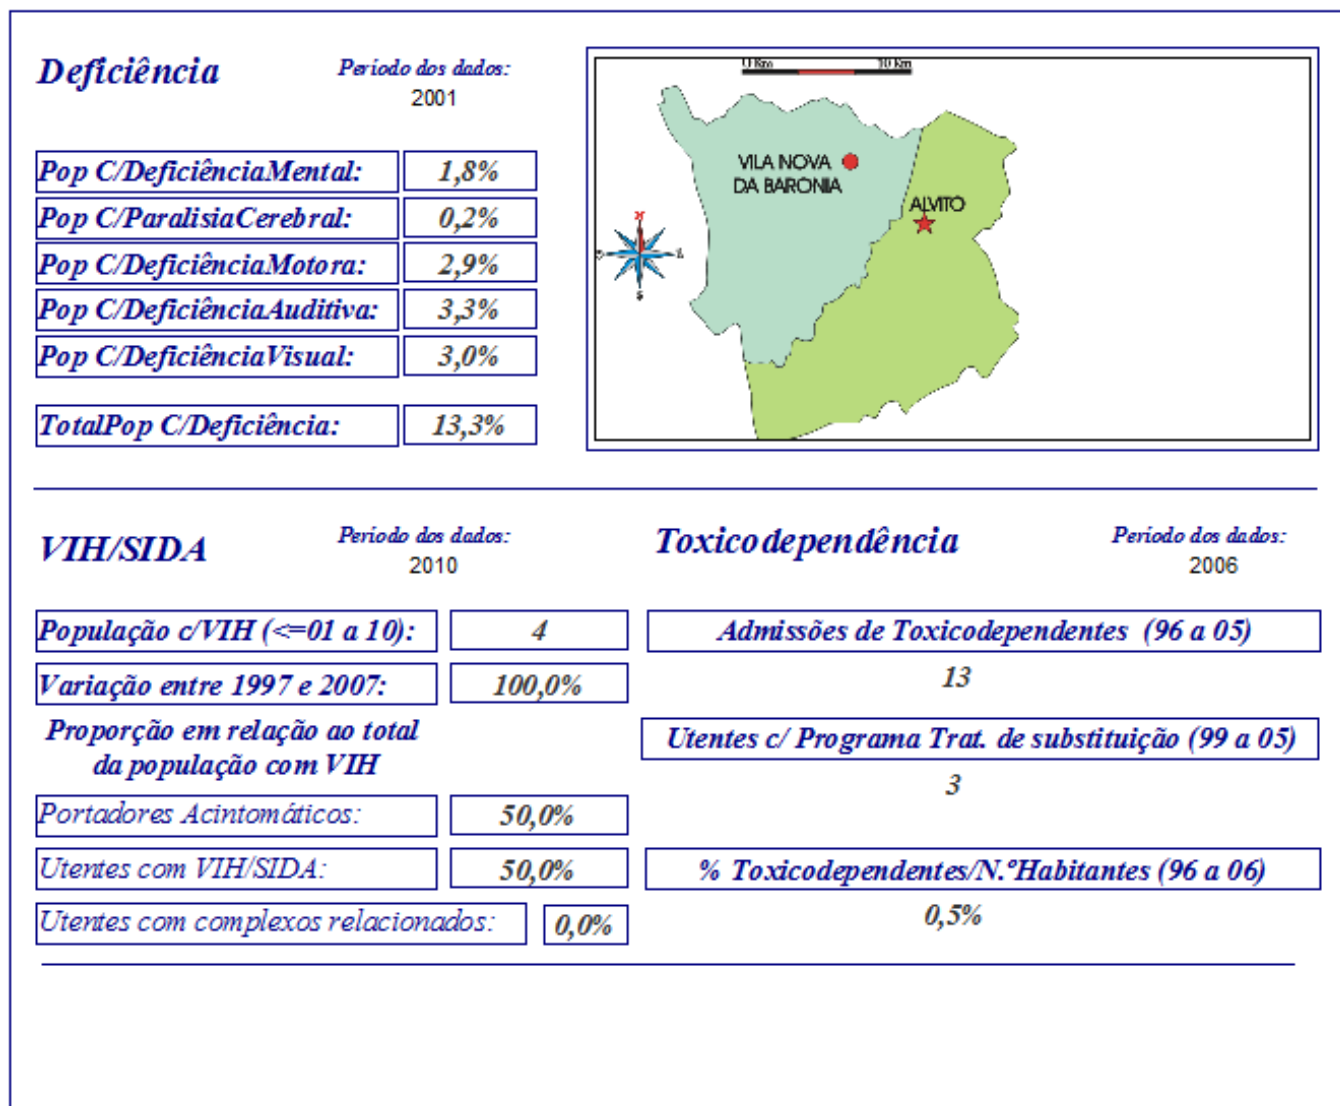 Deficiência
Período dos dados:
2001
Pop C/DeficiênciaMental: 1,8%
Pop C/ParalisiaCerebral: 0,2%
Pop C/DeficiênciaMotora: 2,9%
Pop C/DeficiênciaAuditiva: 3,3%
Pop C/DeficiênciaVisual: 3,0%
TotalPop C/Deficiência: 13,3%
0 Km 10 Km
VILA NOVA
DA BARONIA
ALVITO
N
O L
S
VIH/SIDA
Período dos dados:
2010
População c/VIH (<=01 a 10): 4
Variação entre 1997 e 2007: 100,0%
Proporção em relação ao total
da população com VIH
Portadores Acintomáticos: 50,0%
Utentes com VIH/SIDA: 50,0%
Utentes com complexos relacionados: 0,0%
Toxicodependência
Período dos dados:
2006
Admissões de Toxicodependentes (96 a 05)
13
Utentes c/ Programa Trat. de substituição (99 a 05)
3
% Toxicodependentes/N.ºHabitantes (96 a 06)
0,5%